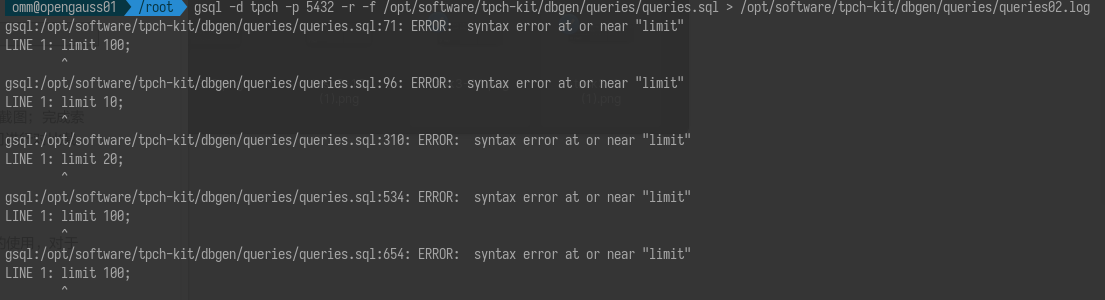 omm@opengauss01 /root gsql -d tpch -p 5432 -r -f /opt/software/tpch-kit/dbgen/queries/queries.sql > /opt/software/tpch-kit/dbgen/queries/queries02.log
gsql:/opt/software/tpch-kit/dbgen/queries/queries.sql:71: ERROR:  syntax error at or near "limit"
LINE 1: limit 100;
        ^
gsql:/opt/software/tpch-kit/dbgen/queries/queries.sql:96: ERROR:  syntax error at or near "limit"
LINE 1: limit 10;
        ^
gsql:/opt/software/tpch-kit/dbgen/queries/queries.sql:310: ERROR:  syntax error at or near "limit"
LINE 1: limit 20;
        ^
gsql:/opt/software/tpch-kit/dbgen/queries/queries.sql:534: ERROR:  syntax error at or near "limit"
LINE 1: limit 100;
        ^
gsql:/opt/software/tpch-kit/dbgen/queries/queries.sql:654: ERROR:  syntax error at or near "limit"
LINE 1: limit 100;
        ^